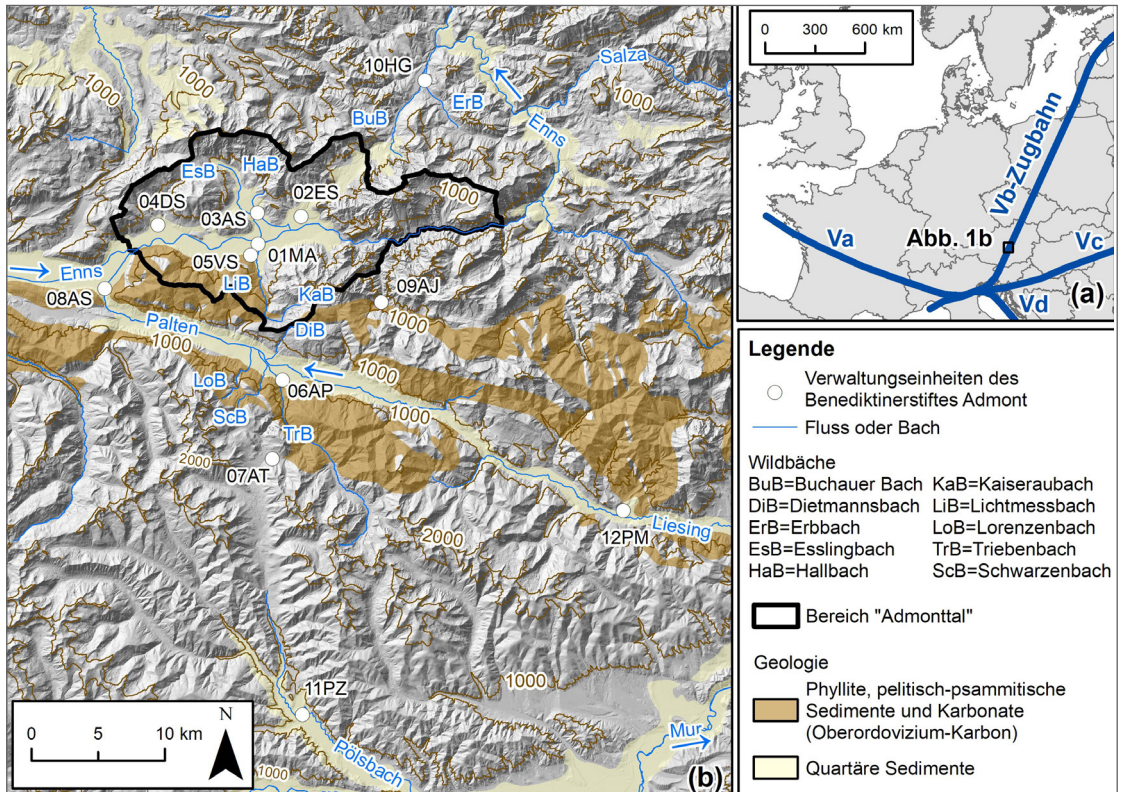 10HG
Salza
1000
1000
ErB
Enns
1000
BuB
HaB
EsB
02ES
1000
04DS
03AS
01MA
05VS
Enns
LiB
KaB
09AJ
08AS
1000
Palten
DiB
1000
1000
LoB
06AP
1000
ScB
TrB
2000
07AT
2000
Liesing
12PM
1000
11PZ
Mur
Pölsbach
1000
N
0 5 10 km
(b)
0 300 600 km
Vb-Zugbahn
Va
Abb. 1b
Vc
Vd
(a)
Legende
Verwaltungseinheiten des
Benediktinerstiftes Admont
Fluss oder Bach
Wildbäche
BuB=Buchauer Bach KaB=Kaiseraubach
DiB=Dietmannsbach LiB=Lichtmessbach
ErB=Erbbach LoB=Lorenzenbach
EsB=Esslingbach TrB=Triebenbach
HaB=Hallbach ScB=Schwarzenbach
Bereich "Admonttal"
Geologie
Phyllite, pelitisch-psammitische
Sedimente und Karbonate
(Oberordovizium-Karbon)
Quartäre Sedimente